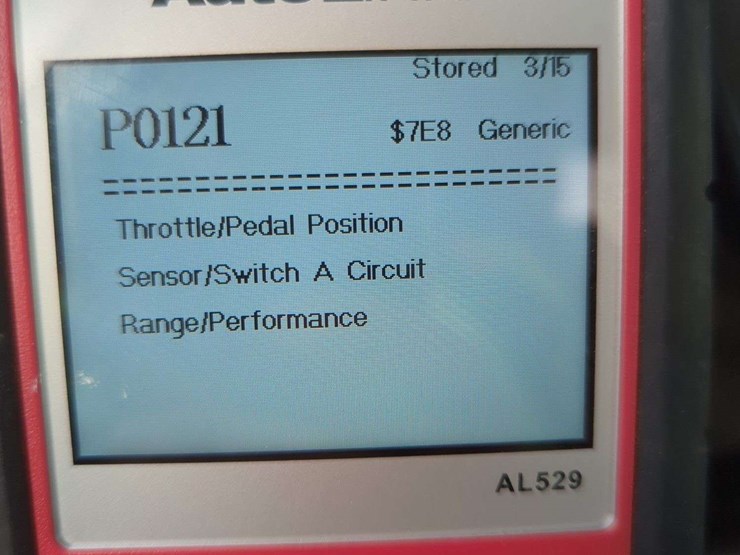 Stored 3/15
P0121 $7E8 Generic
============================
Throttle/Pedal Position
Sensor/Switch A Circuit
Range/Performance
AL529